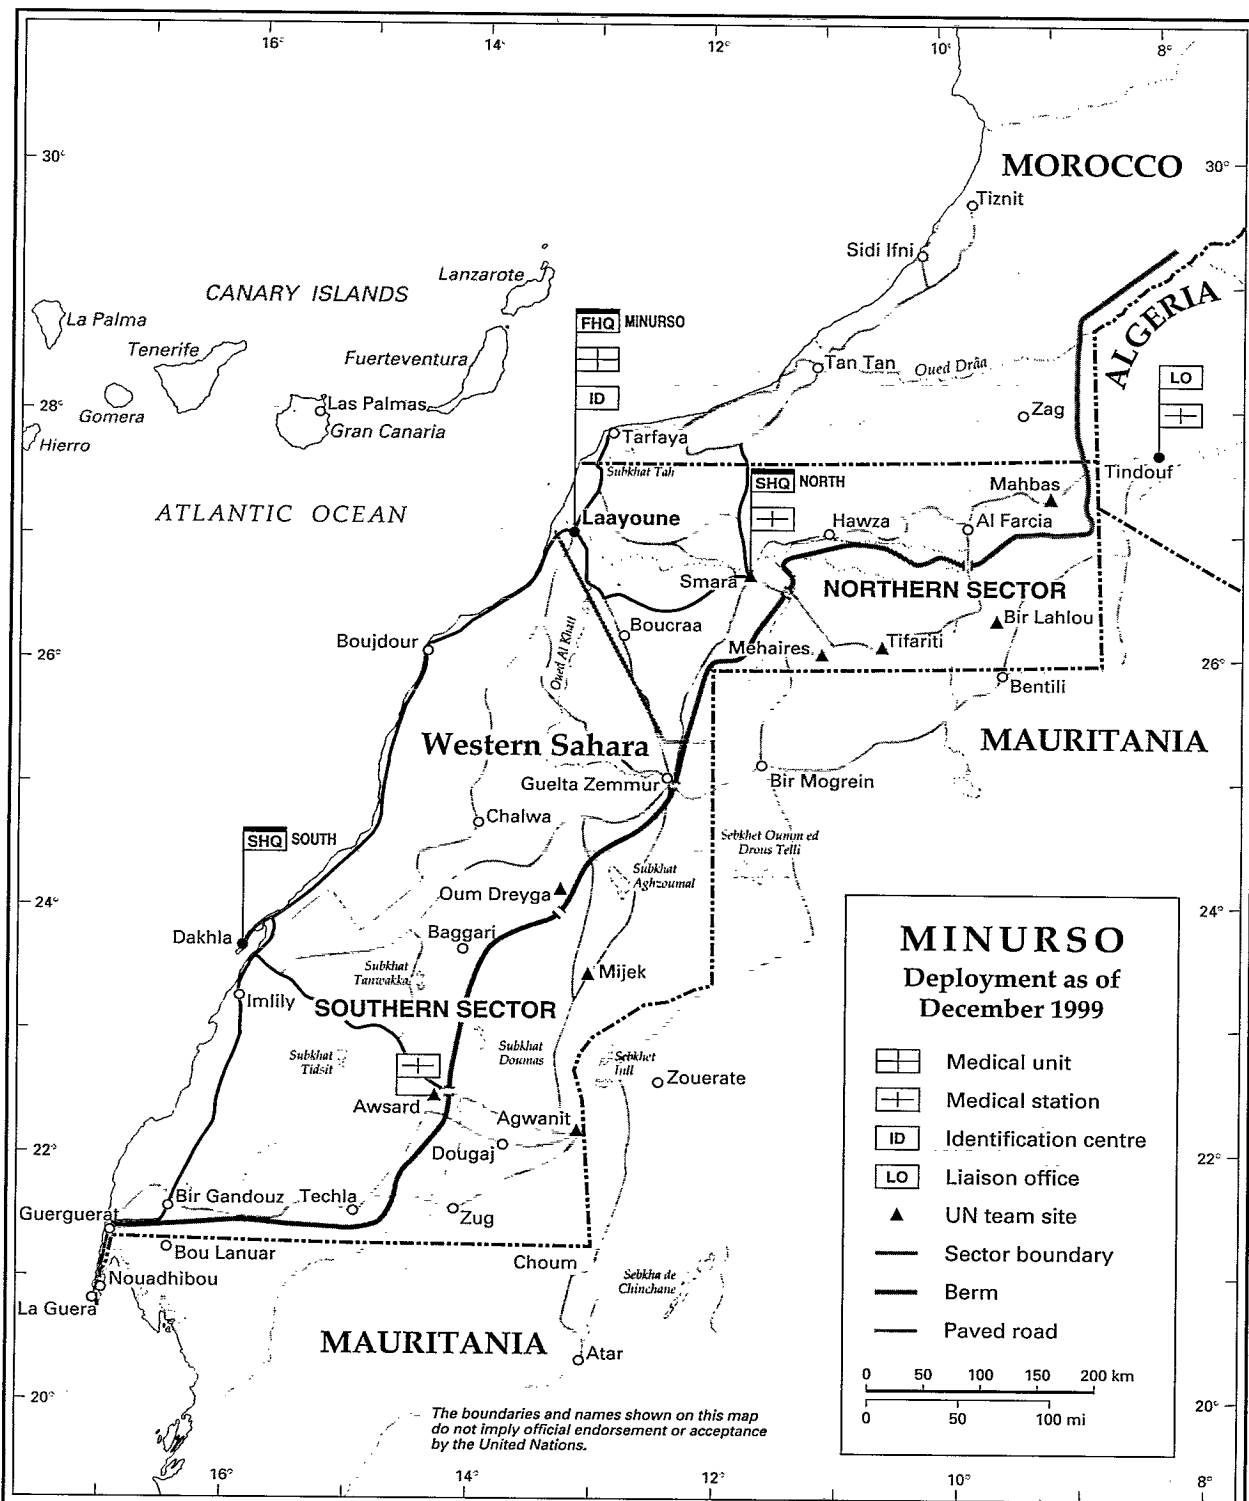 16°
14°
12°
10°
8°
30°
MOROCCO
30°
Tiznit
Sidi Ifni
Lanzarote
CANARY ISLANDS
ALGERIA
La Palma
FHQ MINURSO
Tenerife
Fuerteventura
Tan Tan
Oued Drâa
LO
ID
28°
Las Palmas
Zag
Gomera
Gran Canaria
Hierro
Tarfaya
Subkhat Tah
Tindouf
SHQ NORTH
Mahbas
ATLANTIC OCEAN
Laayoune
Hawza
Al Farcia
Smara
NORTHERN SECTOR
Boucraa
Bir Lahlou
Boujdour
Oued Al Khatt
Mehaires
Tifariti
26°
26°
Bentili
Western Sahara
MAURITANIA
Guelta Zemmur
Bir Mogrein
Chalwa
SHQ SOUTH
Sebkhet Oumm ed
Drous Telli
Subkhat
Aghzoumal
Oum Dreyga
24°
24°
Dakhla
Baggari
Subkhat
Tanwakka
Mijek
Imlily
SOUTHERN SECTOR
Subkhat
Tidsit
Subkhat
Doumas
Sebkhet
Ijill
Zouerate
Awsard
Agwanit
22°
Dougaj
22°
Bir Gandouz
Techla
Guerguerat
Zug
Bou Lanuar
Choum
Nouadhibou
Sebkha de
Chinchane
La Guera
MAURITANIA
Atar
20°
20°
The boundaries and names shown on this map
do not imply official endorsement or acceptance
by the United Nations.
16°
14°
12°
10°
8°
MINURSO
Deployment as of
December 1999
Medical unit
Medical station
ID Identification centre
LO Liaison office
UN team site
Sector boundary
Berm
Paved road
0 50 100 150 200 km
0 50 100 mi